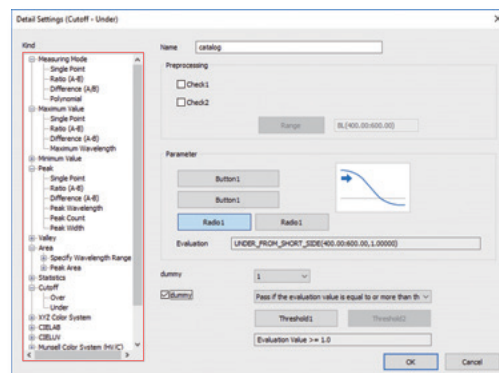 Detail Settings (Cutoff - Under)
Kind
Measuring Mode
Single Point
Ratio (A-B)
Difference (A/B)
Polynomial
Maximum Value
Single Point
Ratio (A-B)
Difference (A-B)
Maximum Wavelength
Minimum Value
Peak
Single Point
Ratio (A-B)
Difference (A-B)
Peak Wavelength
Peak Count
Peak Width
Valley
Area
Specify Wavelength Range
Peak Area
Statistics
Cutoff
Over
Under
XYZ Color System
CIELAB
CIELUV
Munsell Color System (HV/C)
Name catalog
Preprocessing
Check1
Check2
Range BL(400.00:600.00)
Parameter
Button1
Button1
Radio1 Radio1
Evaluation UNDER_FROM_SHORT_SIDE(400.00:600.00,1.00000)
dummy 1
dummy Pass if the evaluation value is equal to or more than th
Threshold1 Threshold2
Evaluation Value >= 1.0
OK Cancel